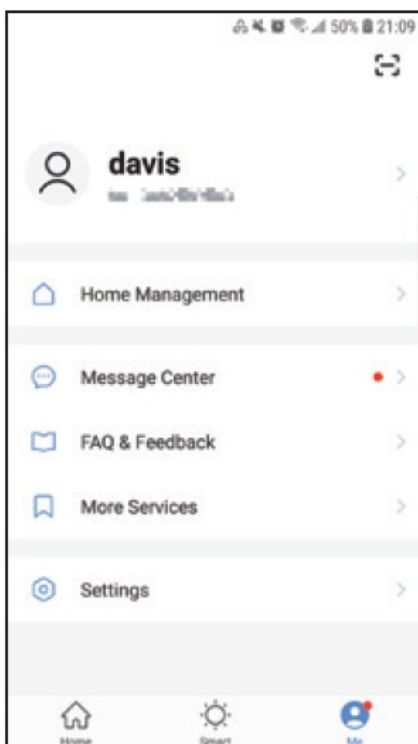 50% 21:09
davis
Home Management
Message Center
FAQ & Feedback
More Services
Settings
Home Smart Me